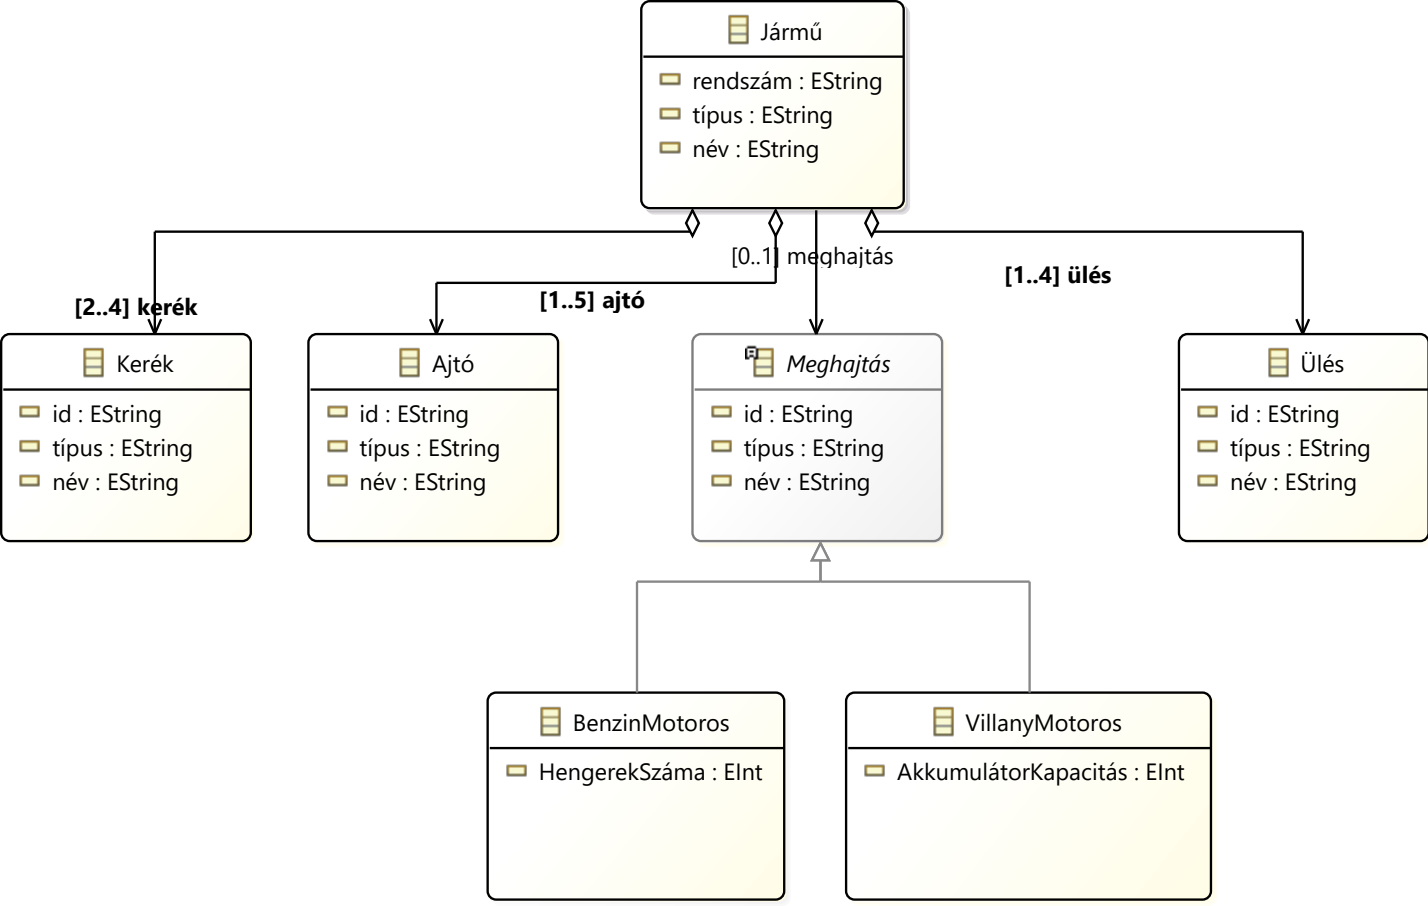 Jármű
rendszám : EString
típus : EString
név : EString
[0..1] meghajtás
[1..4] ülés
[1..5] ajtó
[2..4] kerék
Kerék
id : EString
típus : EString
név : EString
Ajtó
id : EString
típus : EString
név : EString
Meghajtás
id : EString
típus : EString
név : EString
Ülés
id : EString
típus : EString
név : EString
BenzinMotoros
HengerekSzáma : EInt
VillanyMotoros
AkkumulátorKapacitás : EInt